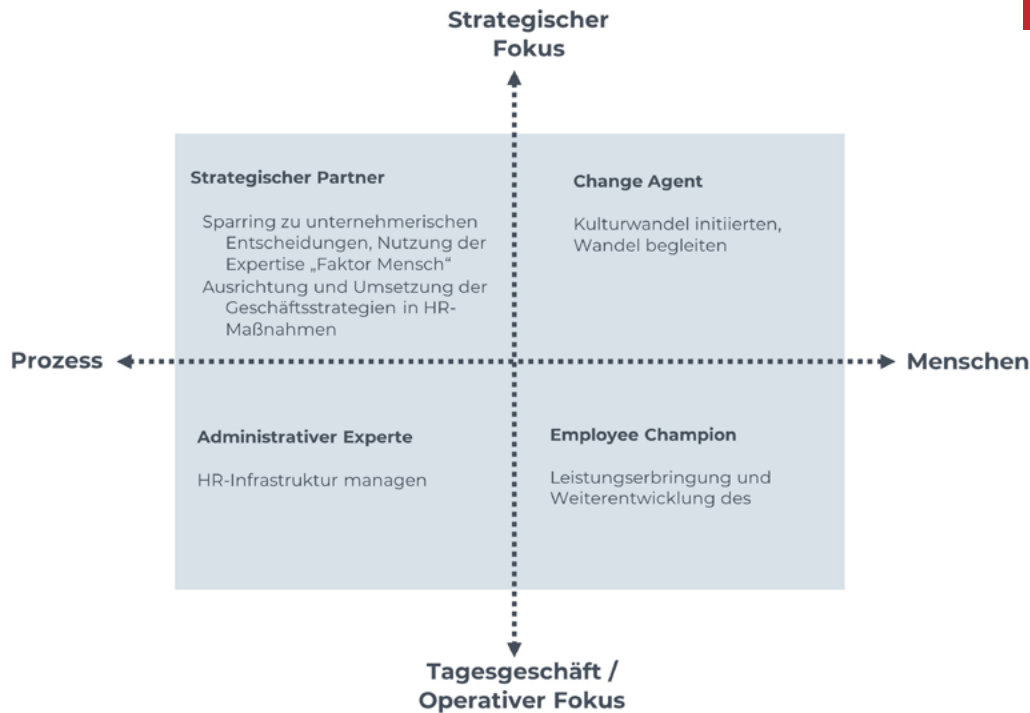 Strategischer
Fokus
Strategischer Partner
Sparring zu unternehmerischen
Entscheidungen, Nutzung der
Expertise „Faktor Mensch“
Ausrichtung und Umsetzung der
Geschäftsstrategien in HR-
Maßnahmen
Change Agent
Kulturwandel initiierten,
Wandel begleiten
Prozess
Menschen
Administrativer Experte
HR-Infrastruktur managen
Employee Champion
Leistungserbringung und
Weiterentwicklung des
Tagesgeschäft /
Operativer Fokus